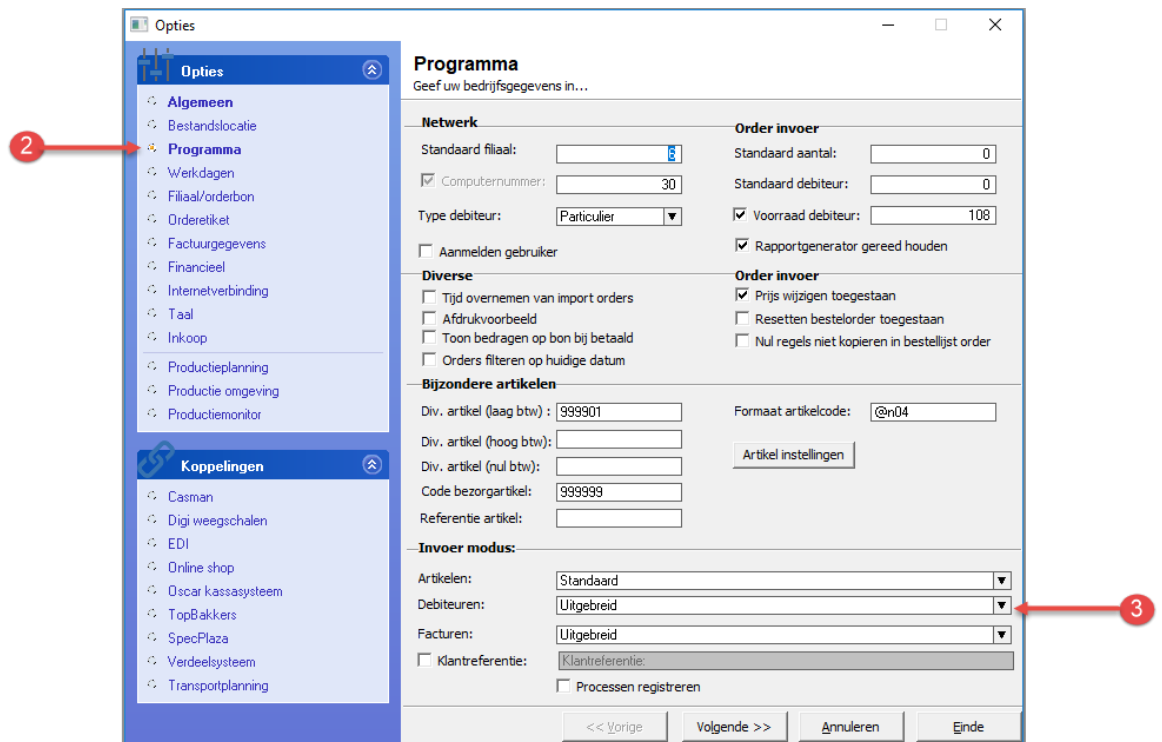 Opties
Opties
Algemeen
Bestandslocatie
2
Programma
Werkdagen
Filiaal/orderbon
Orderetiket
Factuurgegevens
Financieel
Internetverbinding
Taal
Inkoop
Productieplanning
Productie omgeving
Productiemonitor
Koppelingen
Casman
Digi weegschalen
EDI
Online shop
Oscar kassasysteem
TopBakkers
SpecPlaza
Verdeelsysteem
Transportplanning
Programma
Geef uw bedrijfsgegevens in...
Netwerk
Standaard filiaal: 6
Computernummer: 30
Type debiteur: Particulier
Aanmelden gebruiker
Order invoer
Standaard aantal: 0
Standaard debiteur: 0
Voorraad debiteur: 108
Rapportgenerator gereed houden
Diverse
Tijd overnemen van import orders
Afdrukvoorbeeld
Toon bedragen op bon bij betaald
Orders filteren op huidige datum
Order invoer
Prijs wijzigen toegestaan
Resetten bestelorder toegestaan
Nul regels niet kopieren in bestellijst order
Bijzondere artikelen
Div. artikel (laag btw) : 999901
Div. artikel (hoog btw):
Div. artikel (nul btw):
Code bezorgartikel: 999999
Referentie artikel:
Formaat artikelcode: @n04
Artikel instellingen
Invoer modus:
Artikelen: Standaard
Debiteuren: Uitgebreid
3
Facturen: Uitgebreid
Klantreferentie: Klantreferentie:
Processen registreren
<< Vorige Volgende >> Annuleren Einde